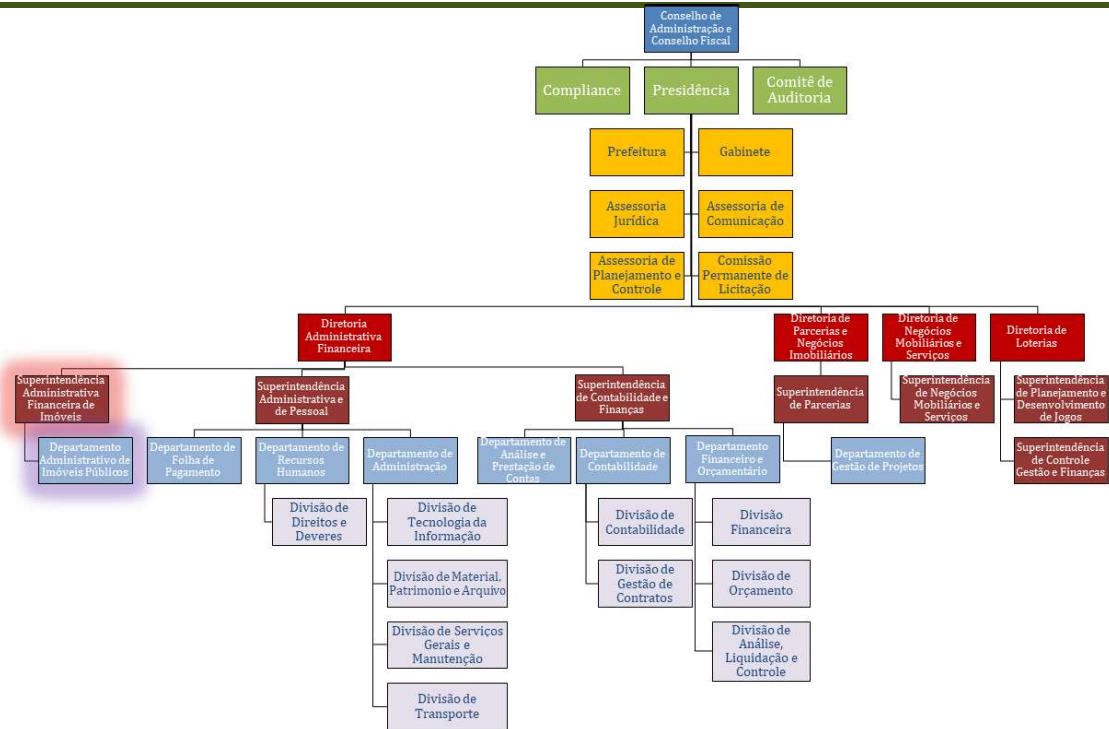 Conselho de
Administração e
Conselho Fiscal
Compliance
Presidência
Comitê de
Auditoria
Prefeitura
Gabinete
Assessoria
Jurídica
Assessoria de
Comunicação
Assessoria de
Planejamento e
Controle
Comissão
Permanente de
Licitação
Diretoria
Administrativa
Financeira
Diretoria de
Parcerias e
Negócios
Imobiliários
Diretoria de
Negócios
Mobiliários e
Serviços
Diretoria de
Loterias
Superintendência
Administrativa
Financeira de
Imóveis
Superintendência
Administrativa e
de Pessoal
Superintendência
de Contabilidade e
Finanças
Superintendência
de Parcerias
Superintendência
de Negócios
Mobiliários e
Serviços
Superintendência
de Planejamento e
Desenvolvimento
de Jogos
Departamento
Administrativo de
Imóveis Públicos
Departamento de
Folha de
Pagamento
Departamento de
Recursos
Humanos
Departamento de
Administração
Departamento de
Análise e
Prestação de
Contas
Departamento de
Contabilidade
Departamento
Financeiro e
Orçamentário
Departamento de
Gestão de Projetos
Superintendência
de Controle
Gestão e Finanças
Divisão de
Direitos e
Deveres
Divisão de
Tecnologia da
Informação
Divisão de
Contabilidade
Divisão
Financeira
Divisão de Material,
Patrimonio e Arquivo
Divisão de
Gestão de
Contratos
Divisão de
Orçamento
Divisão de Serviços
Gerais e
Manutenção
Divisão de
Análise,
Liquidação e
Controle
Divisão de
Transporte